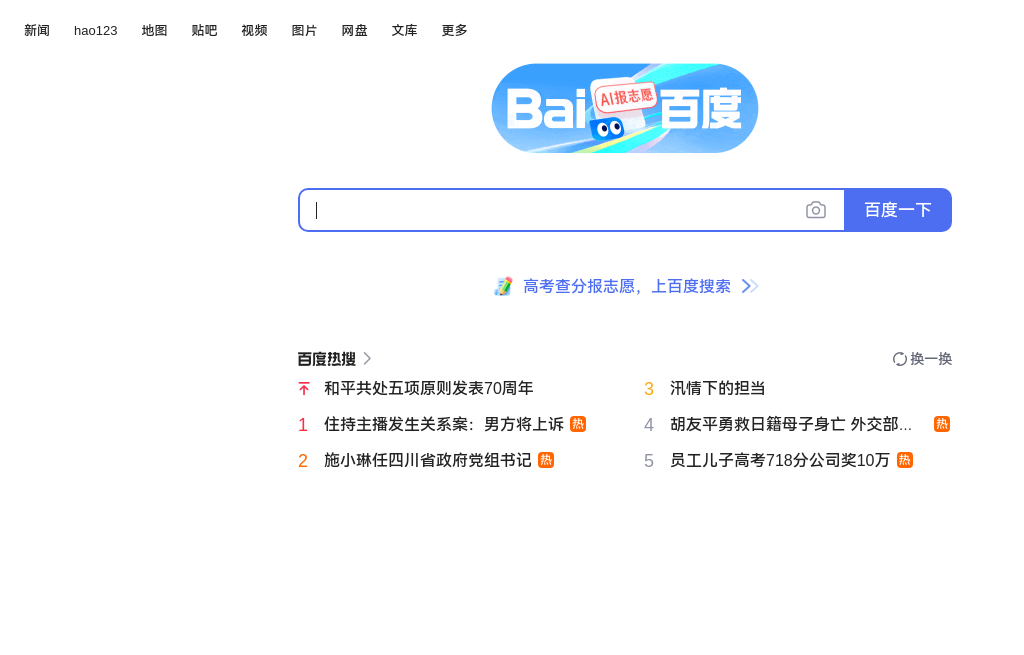 新闻 hao123 地图 贴吧 视频 图片 网盘 文库 更多
Bai AI报志愿 百度
百度一下
高考查分报志愿，上百度搜索
百度热搜 换一换
和平共处五项原则发表70周年
1 住持主播发生关系案：男方将上诉 热
2 施小琳任四川省政府党组书记 热
3 汛情下的担当
4 胡友平勇救日籍母子身亡 外交部... 热
5 员工儿子高考718分公司奖10万 热